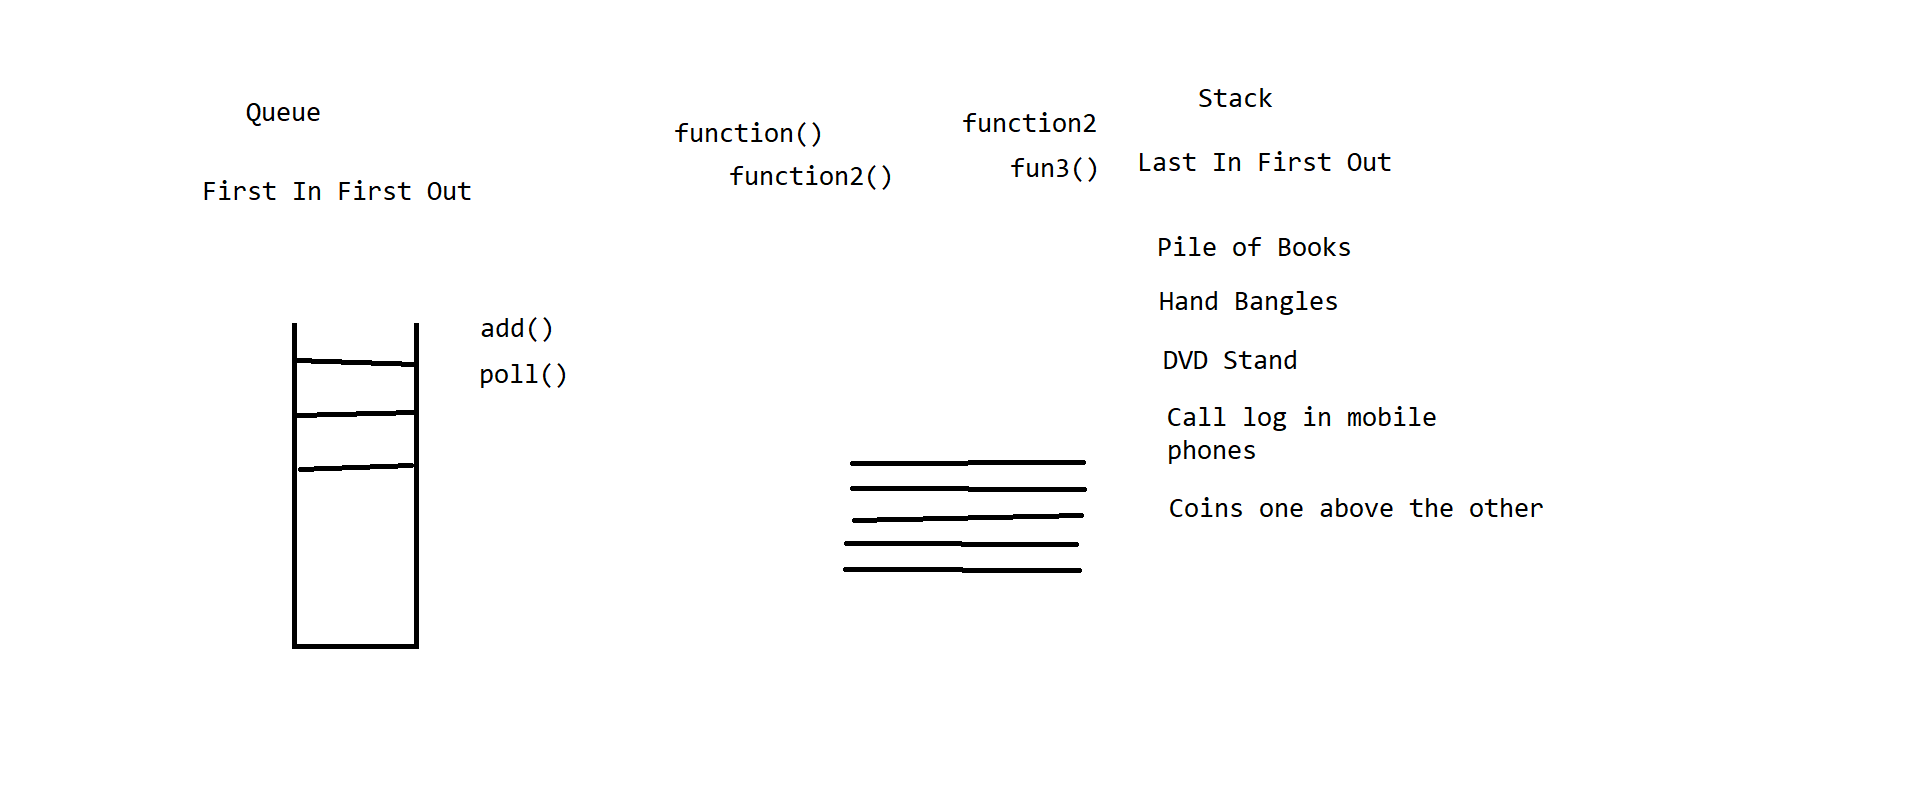 Queue
First In First Out
add()
poll()
function()
function2()
function2
fun3()
Stack
Last In First Out
Pile of Books
Hand Bangles
DVD Stand
Call log in mobile
phones
Coins one above the other